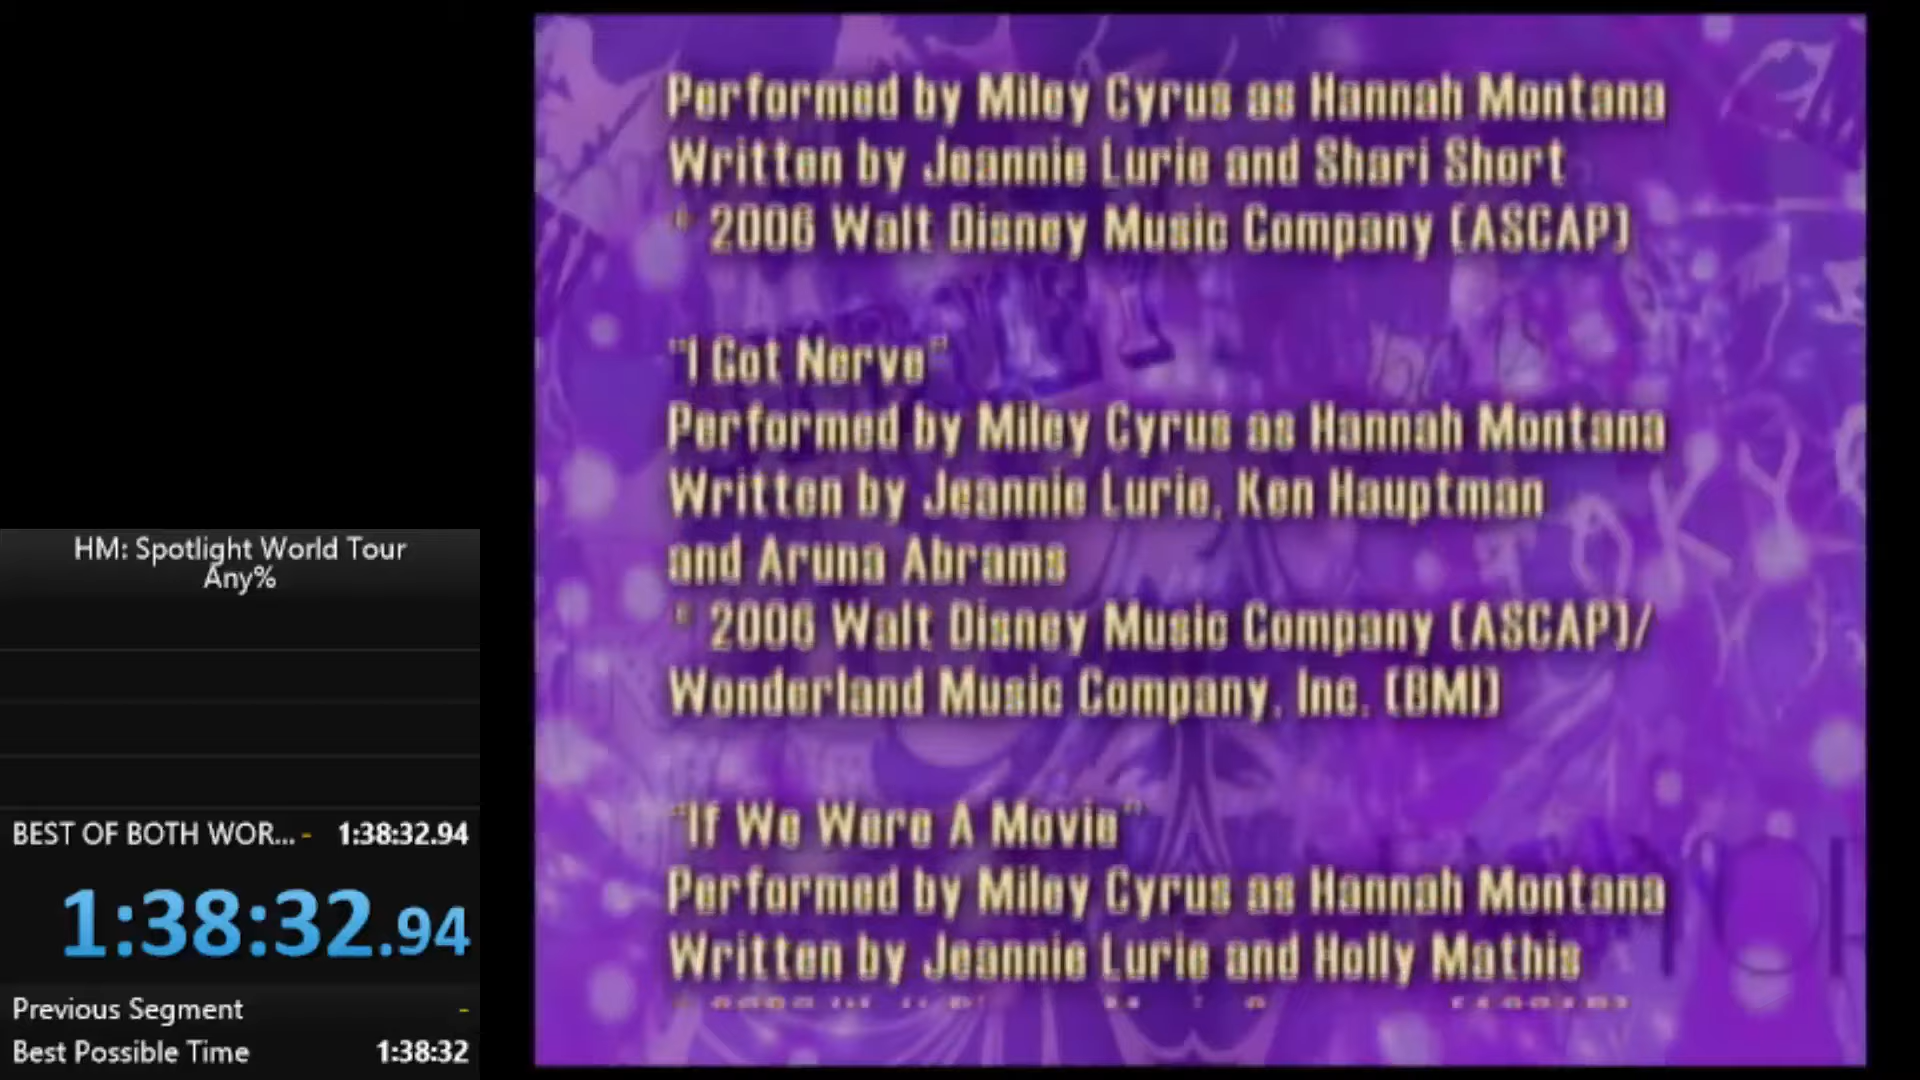 HM: Spotlight World Tour
Any%
BEST OF BOTH WOR... - 1:38:32.94
1:38:32.94
Previous Segment -
Best Possible Time 1:38:32
Performed by Miley Cyrus as Hannah Montana
Written by Jeannie Lurie and Shari Short
2006 Walt Disney Music Company (ASCAP)
"I Got Nerve"
Performed by Miley Cyrus as Hannah Montana
Written by Jeannie Lurie, Ken Hauptman
and Aruna Abrams
2006 Walt Disney Music Company (ASCAP)/
Wonderland Music Company, Inc. (BMI)
"If We Were A Movie"
Performed by Miley Cyrus as Hannah Montana
Written by Jeannie Lurie and Holly Mathis